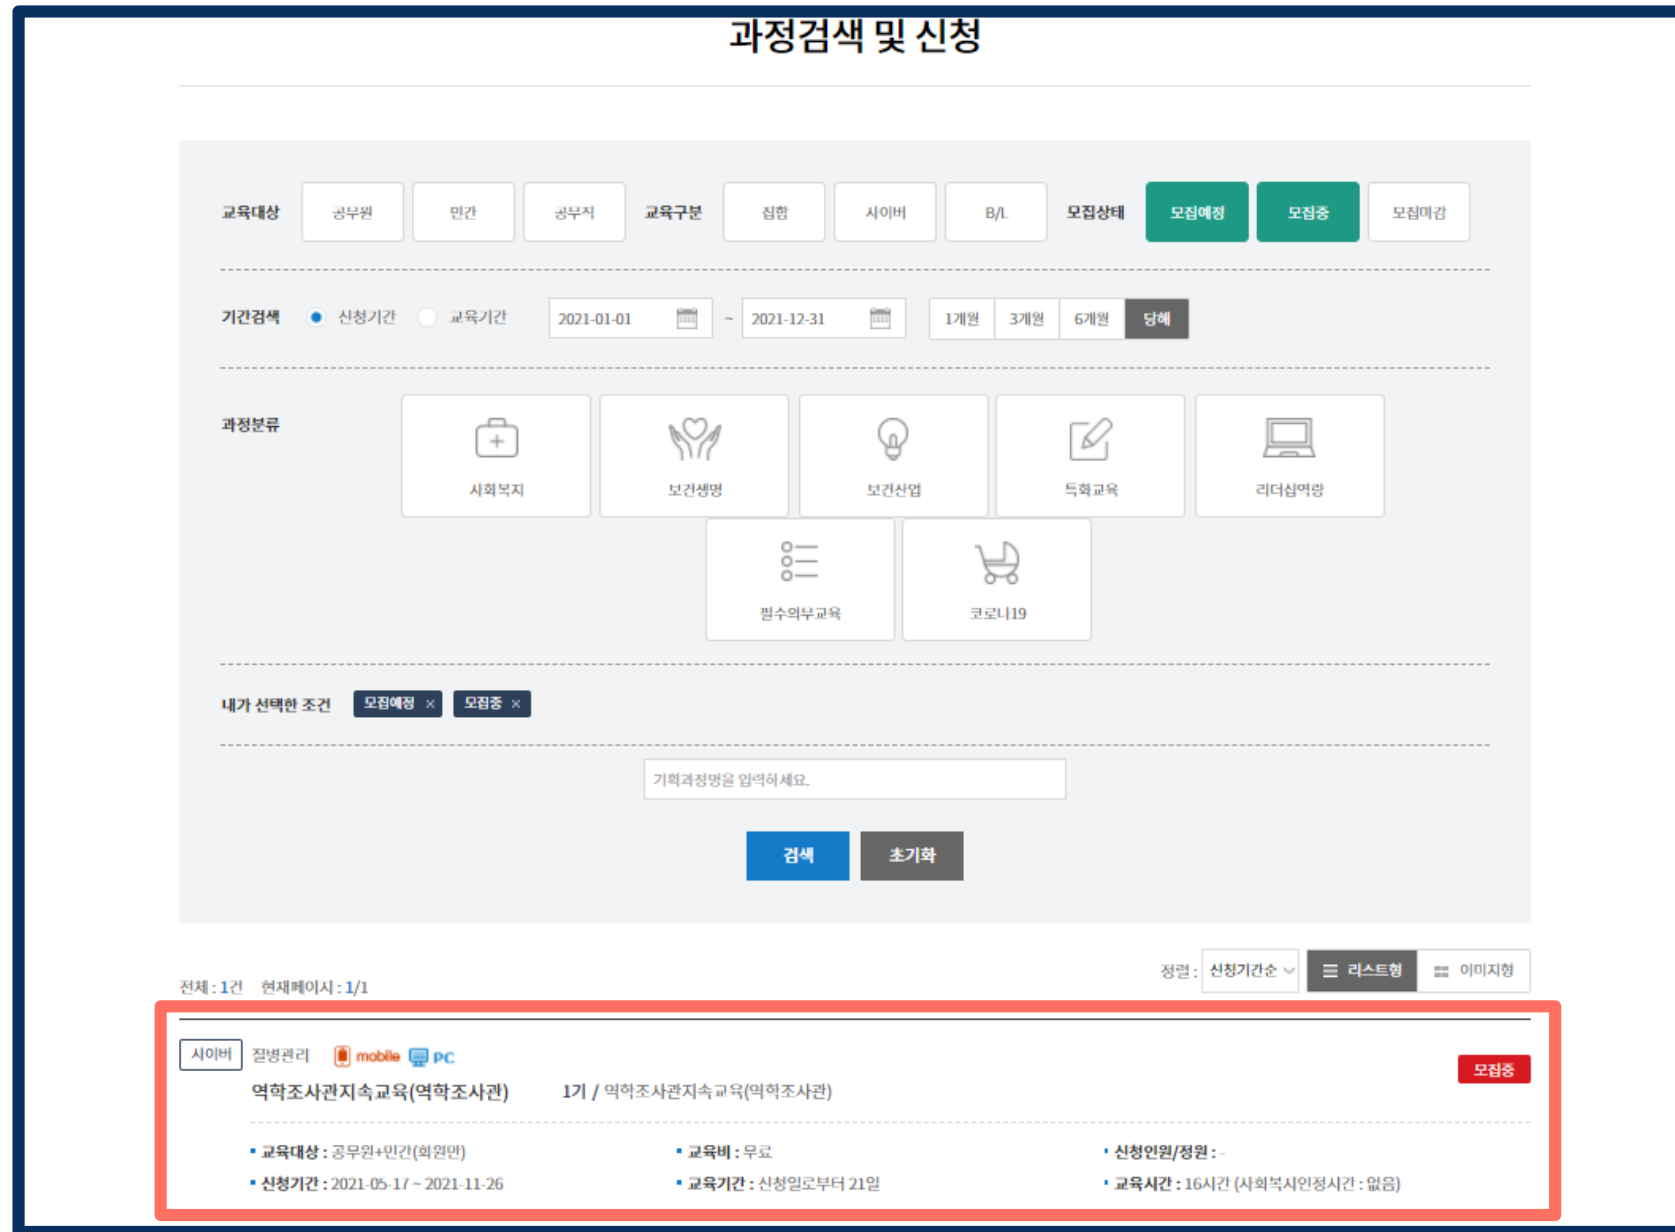 과정검색 및 신청
교육대상 공무원 민간 공무직 교육구분 집합 사이버 B/L 모집상태 모집예정 모집중 모집마감
기간검색 신청기간 교육기간 2021-01-01 ~ 2021-12-31 1개월 3개월 6개월 당해
과정분류
사회복지 보건생명 보건산업 특화교육 리더십역량
필수의무교육 코로나19
내가 선택한 조건 모집예정 × 모집중 ×
기획과정명을 입력하세요.
검색 초기화
정렬 : 신청기간순 리스트형 이미지형
전체 : 1건 현재페이지 : 1/1
사이버 질병관리 mobile PC 모집중
역학조사관지속교육(역학조사관) 1기 / 역학조사관지속교육(역학조사관)
교육대상 : 공무원+민간(회원만) 교육비 : 무료 신청인원/정원 : -
신청기간 : 2021-05-17 ~ 2021-11-26 교육기간 : 신청일로부터 21일 교육시간 : 16시간 (사회복지인정시간 : 없음)